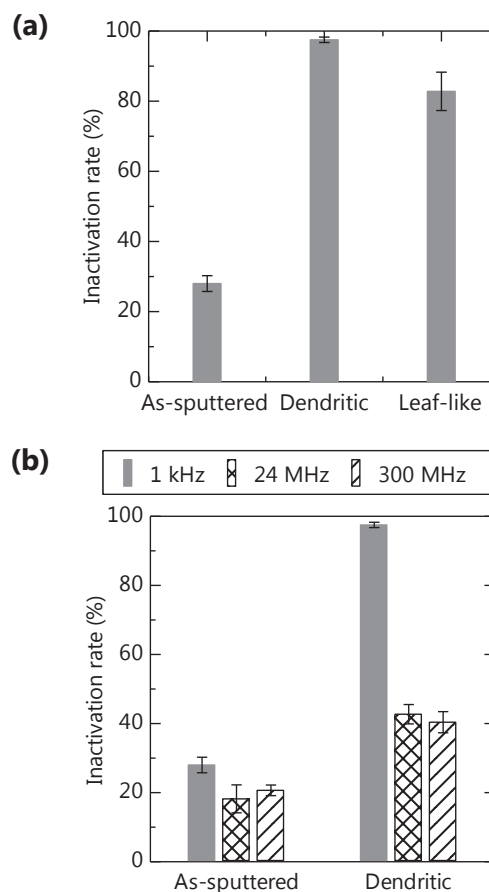 (a)
Inactivation rate (%)
100
80
60
40
20
0
As-sputtered Dendritic Leaf-like
(b)
1 kHz 24 MHz 300 MHz
Inactivation rate (%)
100
80
60
40
20
0
As-sputtered Dendritic